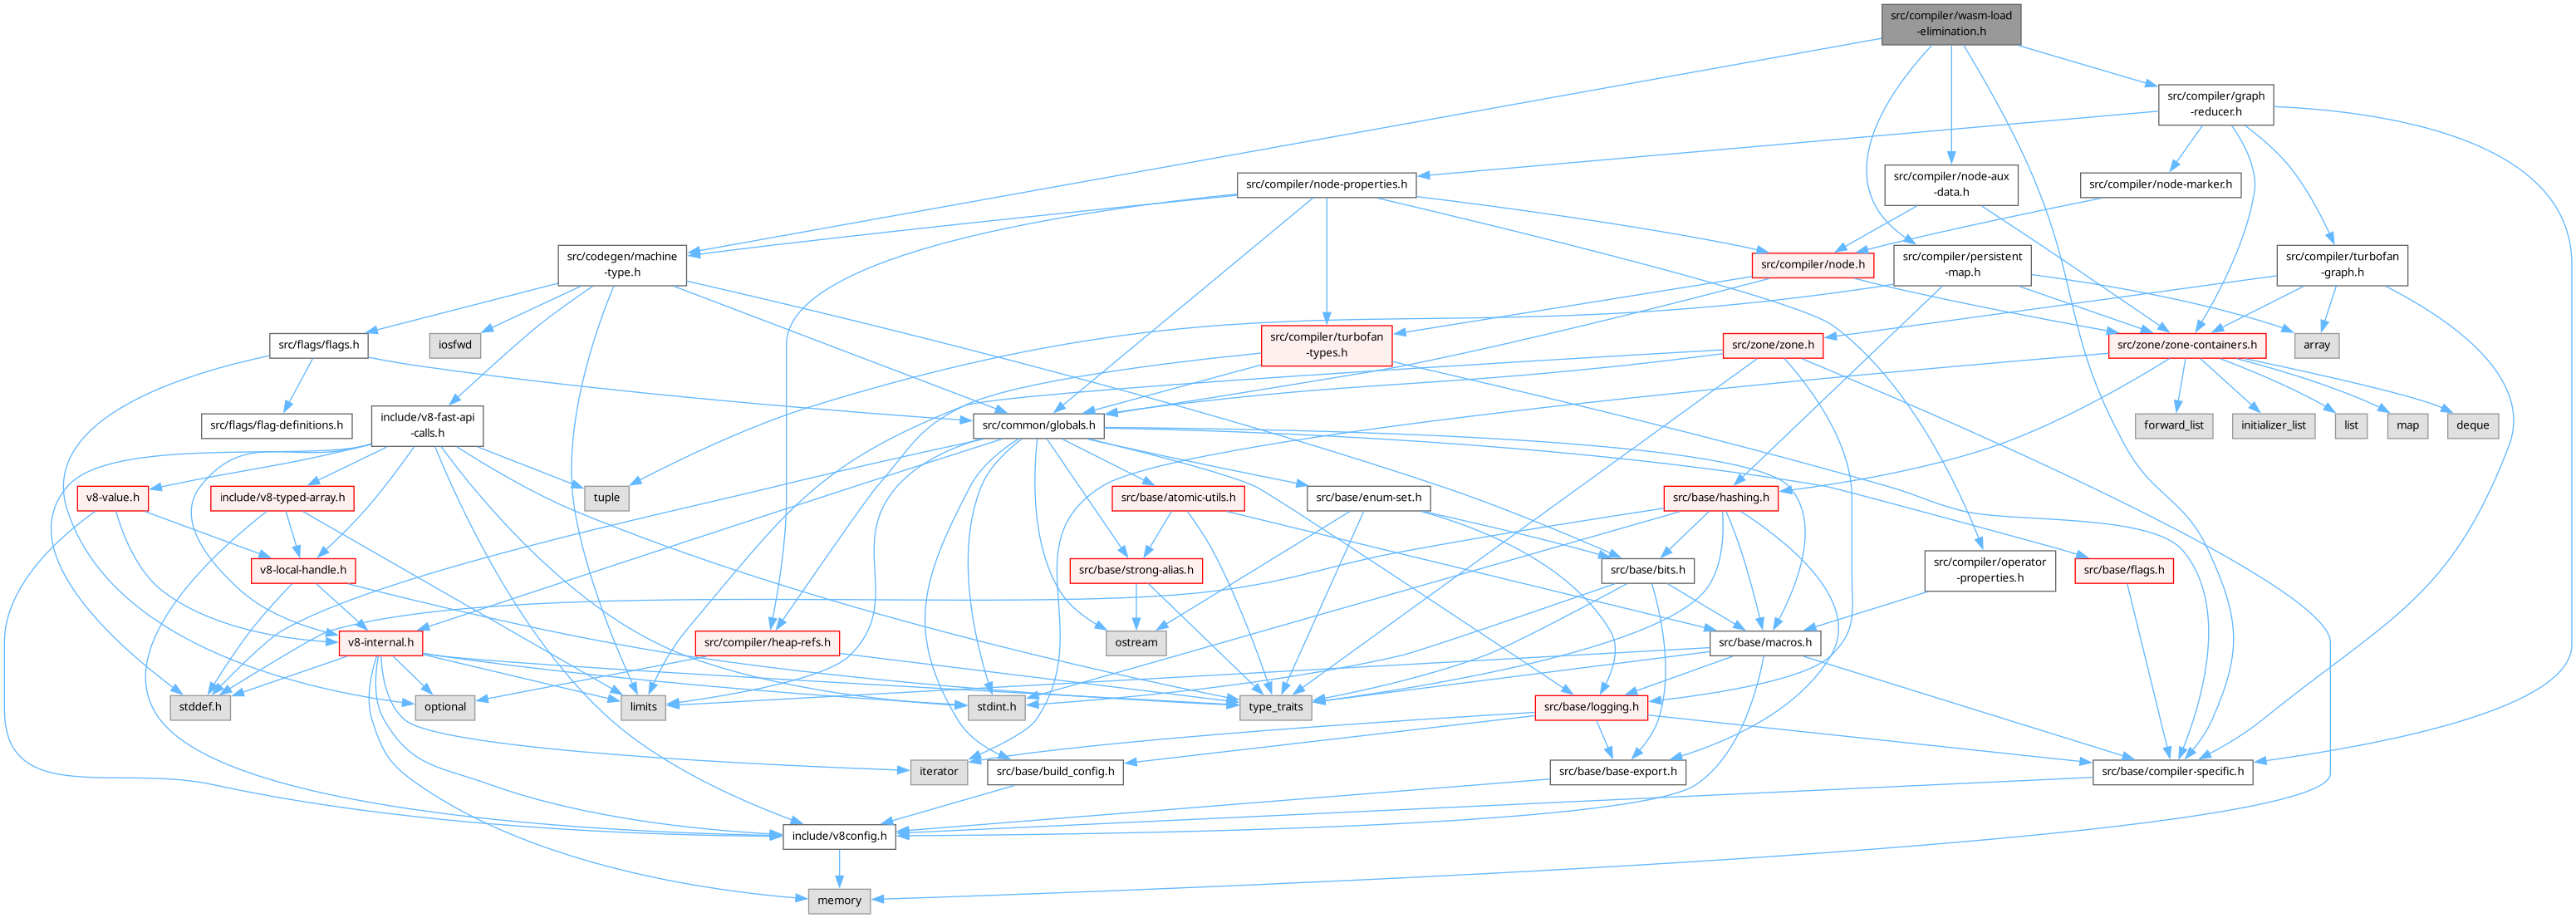 src/compiler/wasm-load
-elimination.h
src/compiler/graph
-reducer.h
src/compiler/node-properties.h
src/compiler/node-aux
-data.h
src/compiler/node-marker.h
src/codegen/machine
-type.h
src/compiler/node.h
src/compiler/persistent
-map.h
src/compiler/turbofan
-graph.h
src/flags/flags.h
iosfwd
src/compiler/turbofan
-types.h
src/zone/zone.h
src/zone/zone-containers.h
array
src/flags/flag-definitions.h
include/v8-fast-api
-calls.h
src/common/globals.h
forward_list
initializer_list
list
map
deque
v8-value.h
include/v8-typed-array.h
tuple
src/base/atomic-utils.h
src/base/enum-set.h
src/base/hashing.h
v8-local-handle.h
src/base/strong-alias.h
src/base/bits.h
src/compiler/operator
-properties.h
src/base/flags.h
v8-internal.h
src/compiler/heap-refs.h
ostream
src/base/macros.h
stddef.h
optional
limits
stdint.h
type_traits
src/base/logging.h
iterator
src/base/build_config.h
src/base/base-export.h
src/base/compiler-specific.h
include/v8config.h
memory